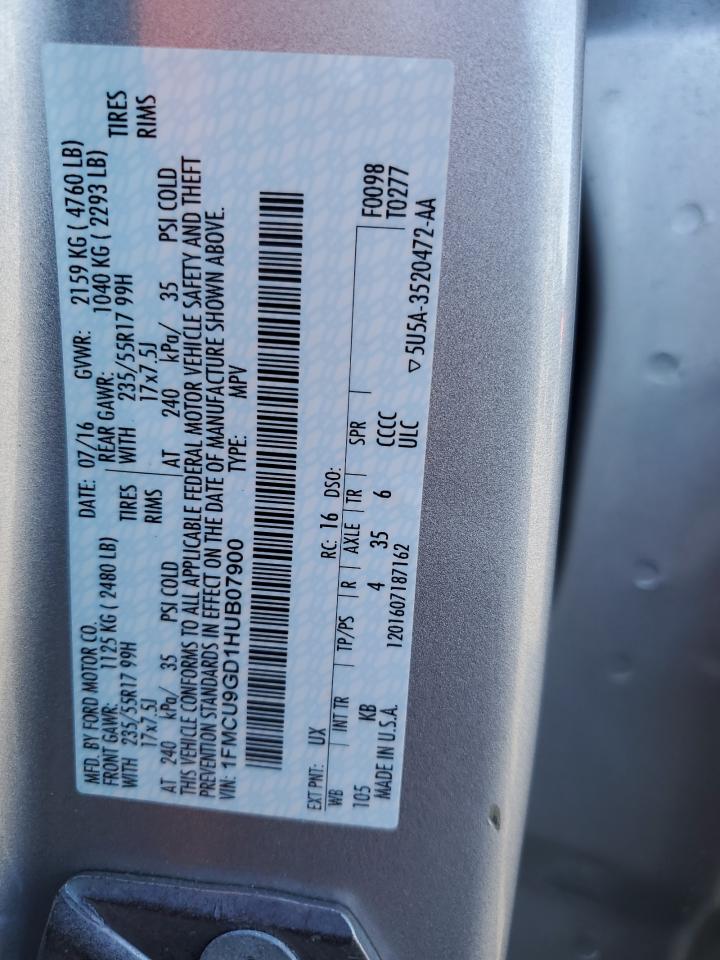 MFD. BY FORD MOTOR CO. DATE: 07/16 GVWR: 2159 KG ( 4760 LB)
FRONT GAWR: 1125 KG ( 2480 LB) REAR GAWR: 1040 KG ( 2293 LB)
WITH 235/55R17 99H TIRES WITH 235/55R17 99H TIRES
17x7.5J RIMS 17x7.5J RIMS
AT 240 kPa/ 35 PSI COLD AT 240 kPa/ 35 PSI COLD
THIS VEHICLE CONFORMS TO ALL APPLICABLE FEDERAL MOTOR VEHICLE SAFETY AND THEFT
PREVENTION STANDARDS IN EFFECT ON THE DATE OF MANUFACTURE SHOWN ABOVE.
VIN: 1FMCU9GD1HUB07900 TYPE: MPV
EXT PNT: UX RC: 16 DSO: F0098
WB INT TR TP/PS R AXLE TR SPR T0277
105 KB 4 35 6 CCCC
MADE IN U.S.A. 1201607187162 ULC
▽5U5A-3520472-AA